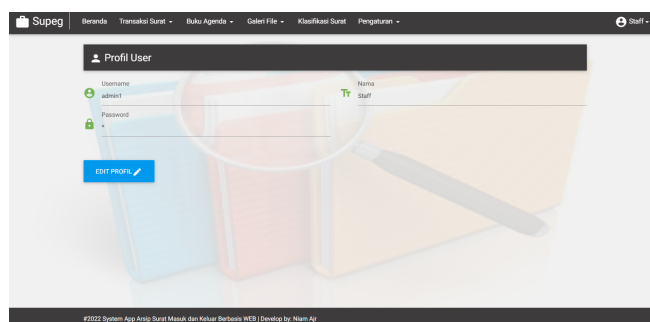 Supeg
Beranda Transaksi Surat Buku Agenda Galeri File Klasifikasi Surat Pengaturan
Staff
Profil User
Username
admin1
Nama
Tт Staff
Password
*
EDIT PROFIL
#2022 System App Arsip Surat Masuk dan Keluar Berbasis WEB | Develop by: Niam Ajr